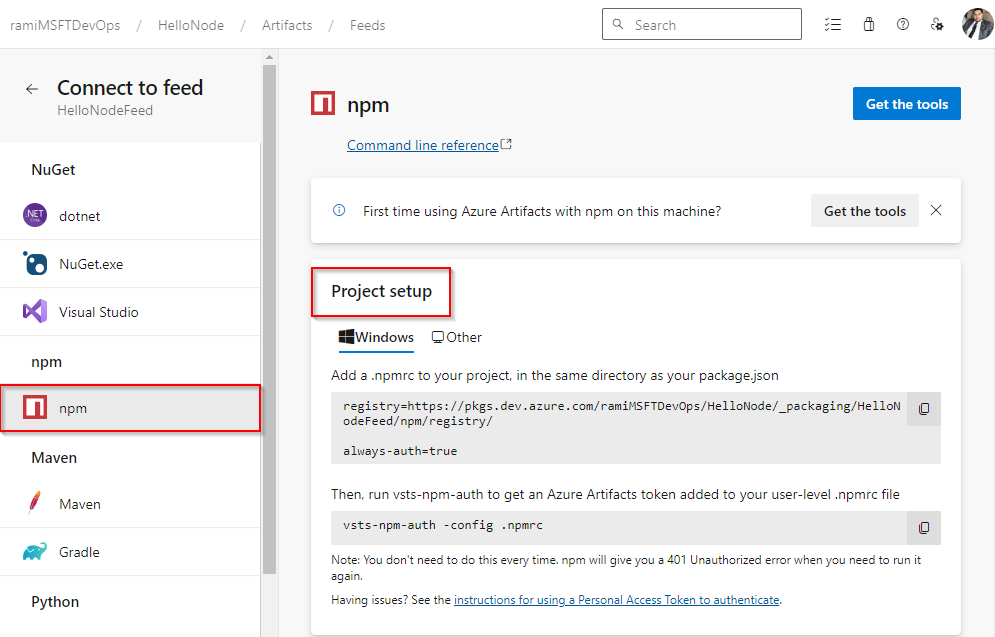 ramiMSFTDevOps / HelloNode / Artifacts / Feeds
Search
Connect to feed
HelloNodeFeed
NuGet
.NET
Core
dotnet
NuGet.exe
Visual Studio
npm
npm
Maven
Maven
Gradle
Python
npm
Get the tools
Command line reference
First time using Azure Artifacts with npm on this machine?
Get the tools
Project setup
Windows
Other
Add a .npmrc to your project, in the same directory as your package.json
registry=https://pkgs.dev.azure.com/ramiMSFTDevOps/HelloNode/_packaging/HelloN
odeFeed/npm/registry/
always-auth=true
Then, run vsts-npm-auth to get an Azure Artifacts token added to your user-level .npmrc file
vsts-npm-auth -config .npmrc
Note: You don't need to do this every time. npm will give you a 401 Unauthorized error when you need to run it
again.
Having issues? See the instructions for using a Personal Access Token to authenticate.